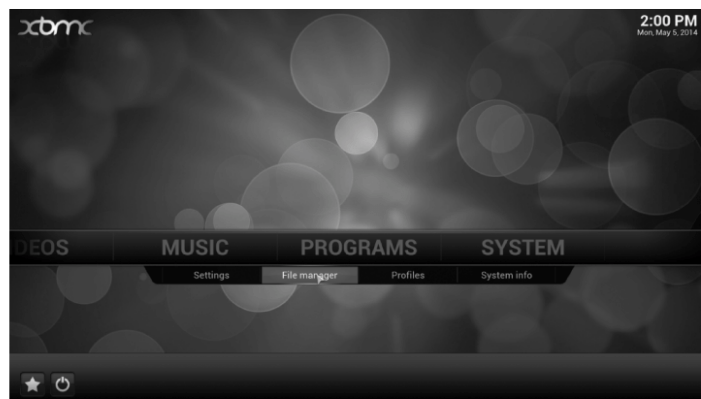 xbmc
2:00 PM
Mon, May 5, 2014
DEOS MUSIC PROGRAMS SYSTEM
Settings File manager Profiles System info